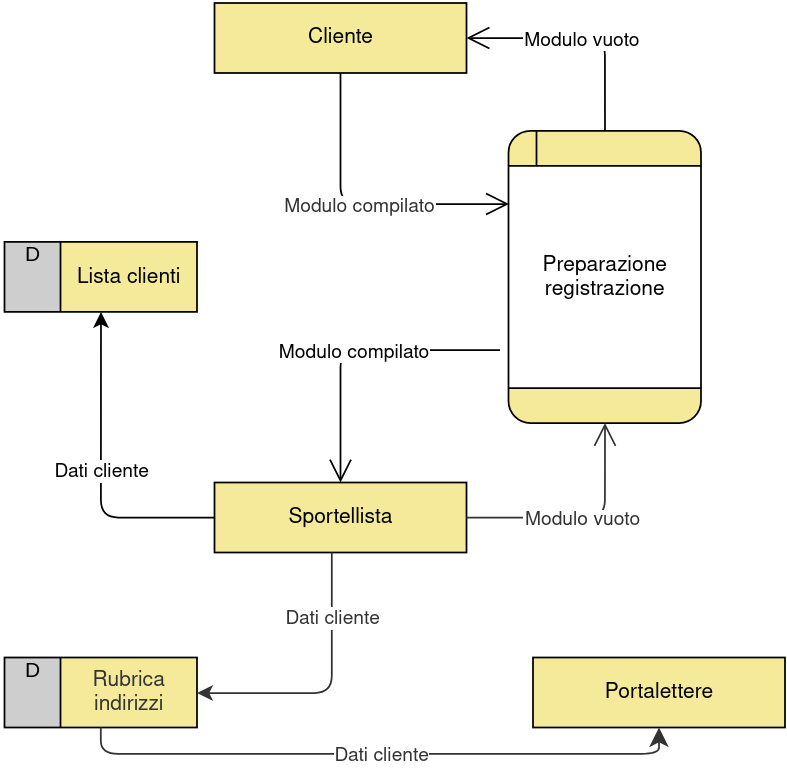 Cliente
Modulo vuoto
Modulo compilato
Preparazione
registrazione
D
Lista clienti
Modulo compilato
Dati cliente
Sportellista
Modulo vuoto
Dati cliente
D
Rubrica
indirizzi
Portalettere
Dati cliente